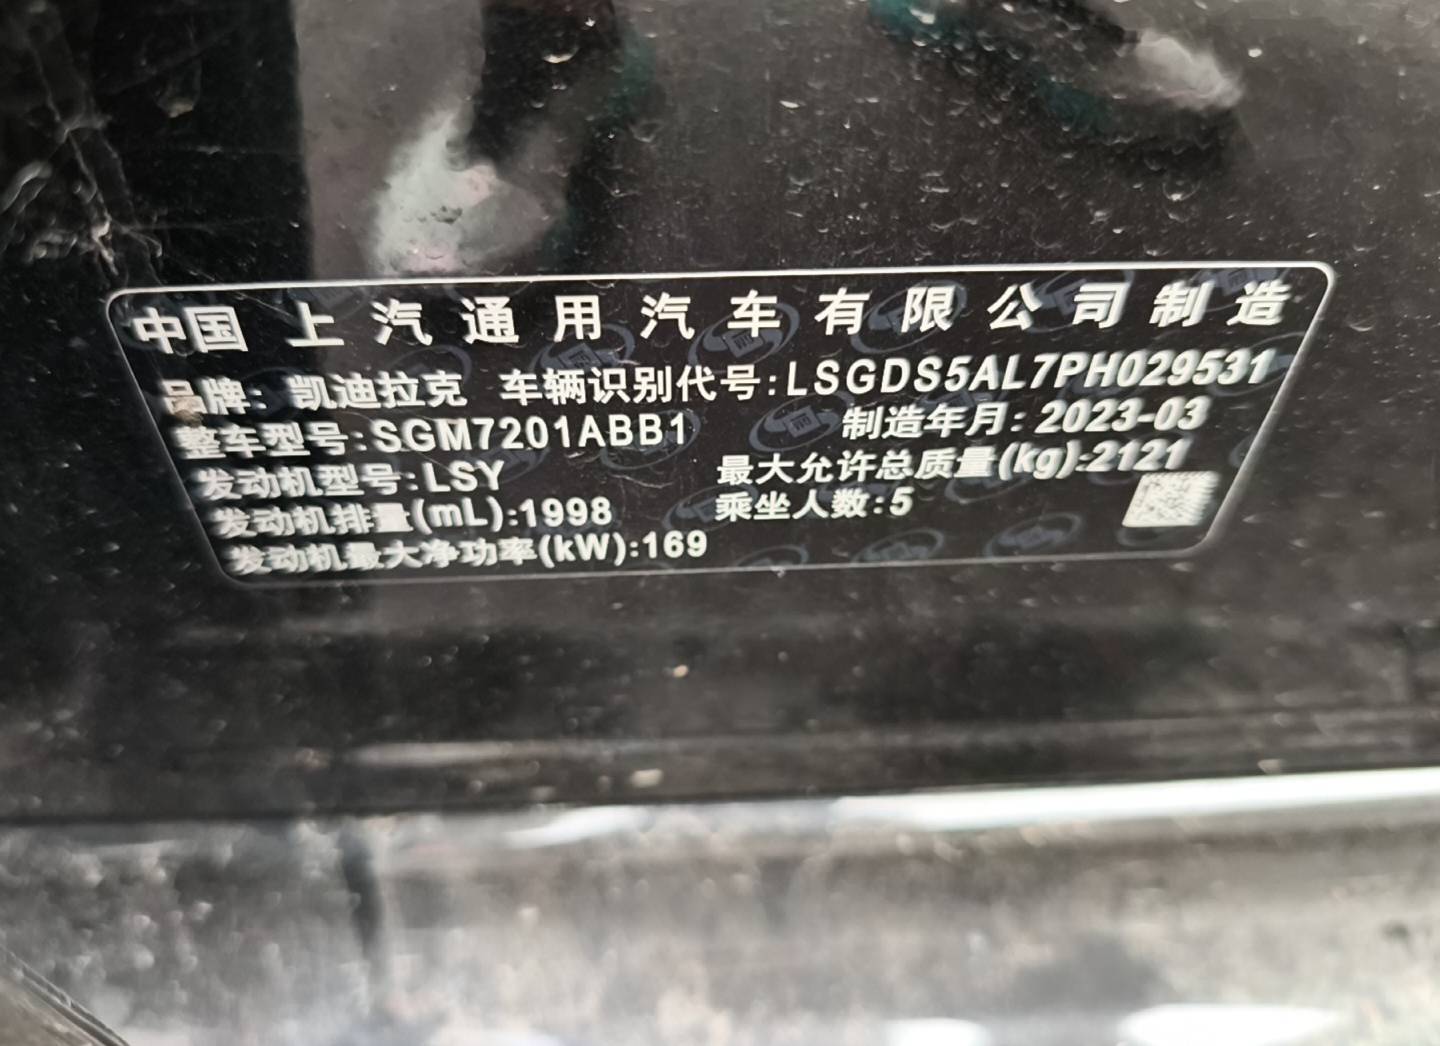 中国 上汽通用汽车有限公司制造
品牌: 凯迪拉克 车辆识别代号:LSGDS5AL7PH029531
整车型号:SGM7201ABB1 制造年月: 2023-03
发动机型号:LSY 最大允许总质量(kg):2121
发动机排量(mL):1998 乘坐人数:5
发动机最大净功率(kW):169